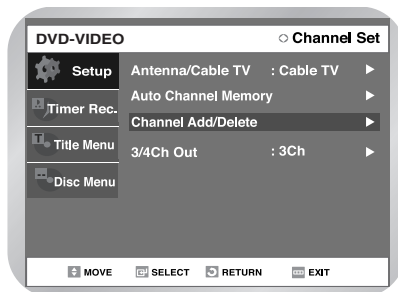 DVD-VIDEO Channel Set
Setup Antenna/Cable TV : Cable TV
Auto Channel Memory
Timer Rec.
Channel Add/Delete
Title Menu 3/4Ch Out : 3Ch
Disc Menu
MOVE SELECT RETURN EXIT